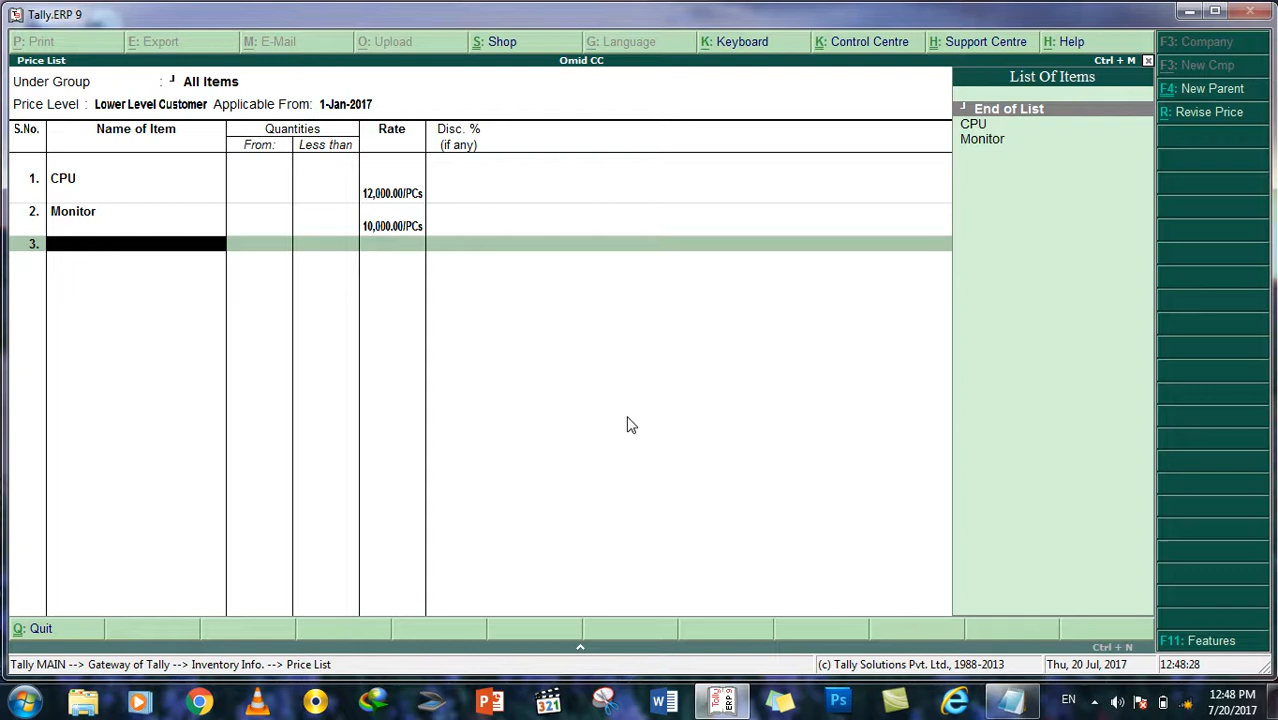 Tally.ERP 9
P: Print E: Export M: E-Mail O: Upload S: Shop G: Language K: Keyboard K: Control Centre H: Support Centre H: Help F3: Company
Price List Omid CC Ctrl + M
F3: New Cmp
Under Group : ┘ All Items
List Of Items
F4: New Parent
Price Level : Lower Level Customer Applicable From: 1-Jan-2017
┘ End of List
R: Revise Price
S.No. Name of Item Quantities Rate Disc. %
From: Less than (if any)
CPU
Monitor
1. CPU
12,000.00/PCs
2. Monitor
10,000.00/PCs
3.
Q: Quit
F11: Features
Ctrl + N
Tally MAIN --> Gateway of Tally --> Inventory Info. --> Price List (c) Tally Solutions Pvt. Ltd., 1988-2013 Thu, 20 Jul, 2017 12:48:28
321 Tally ERP 9 Ps EN 12:48 PM
7/20/2017